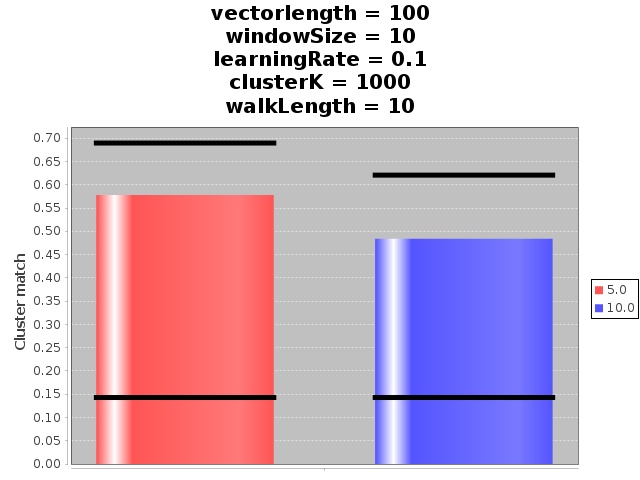 vectorlength = 100
windowSize = 10
learningRate = 0.1
clusterK = 1000
walkLength = 10
0.70
0.65
0.60
0.55
0.50
0.45
0.40
0.35
0.30
0.25
0.20
0.15
0.10
0.05
0.00
Cluster match
5.0
10.0